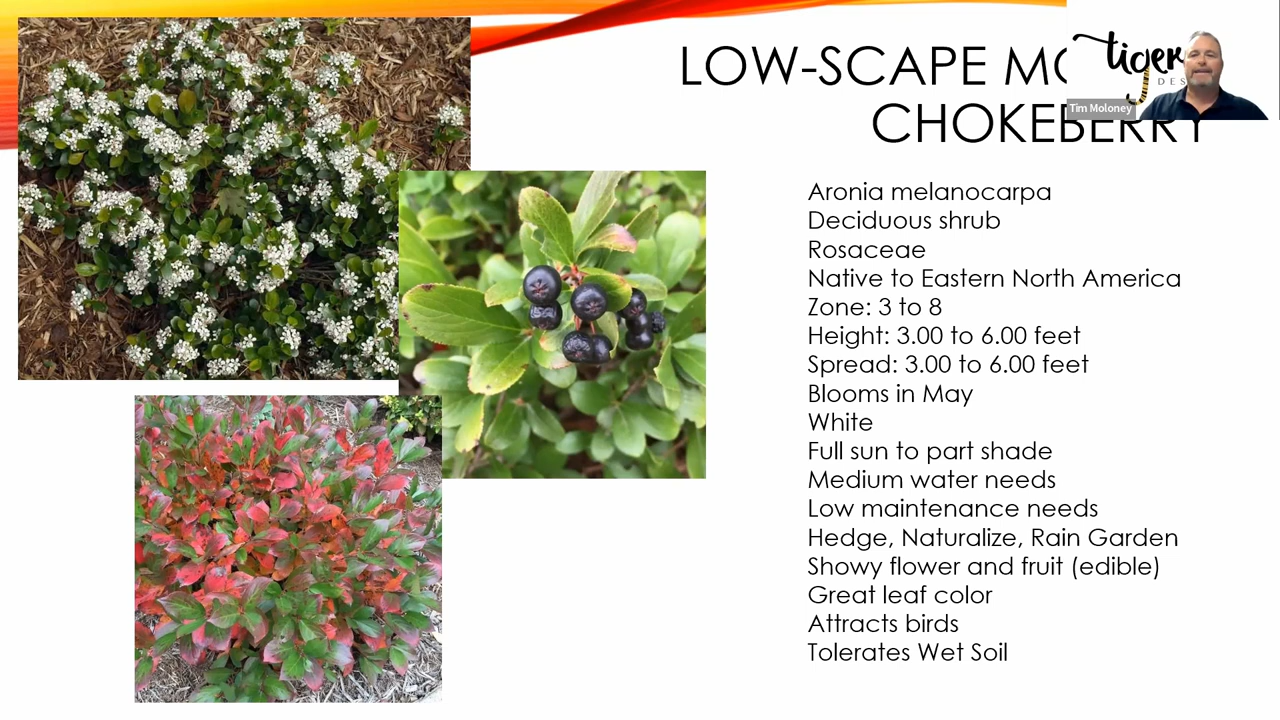 LOW-SCAPE
CHOKEBERRY
tiger
DES
Tim Moloney
Aronia melanocarpa
Deciduous shrub
Rosaceae
Native to Eastern North America
Zone: 3 to 8
Height: 3.00 to 6.00 feet
Spread: 3.00 to 6.00 feet
Blooms in May
White
Full sun to part shade
Medium water needs
Low maintenance needs
Hedge, Naturalize, Rain Garden
Showy flower and fruit (edible)
Great leaf color
Attracts birds
Tolerates Wet Soil